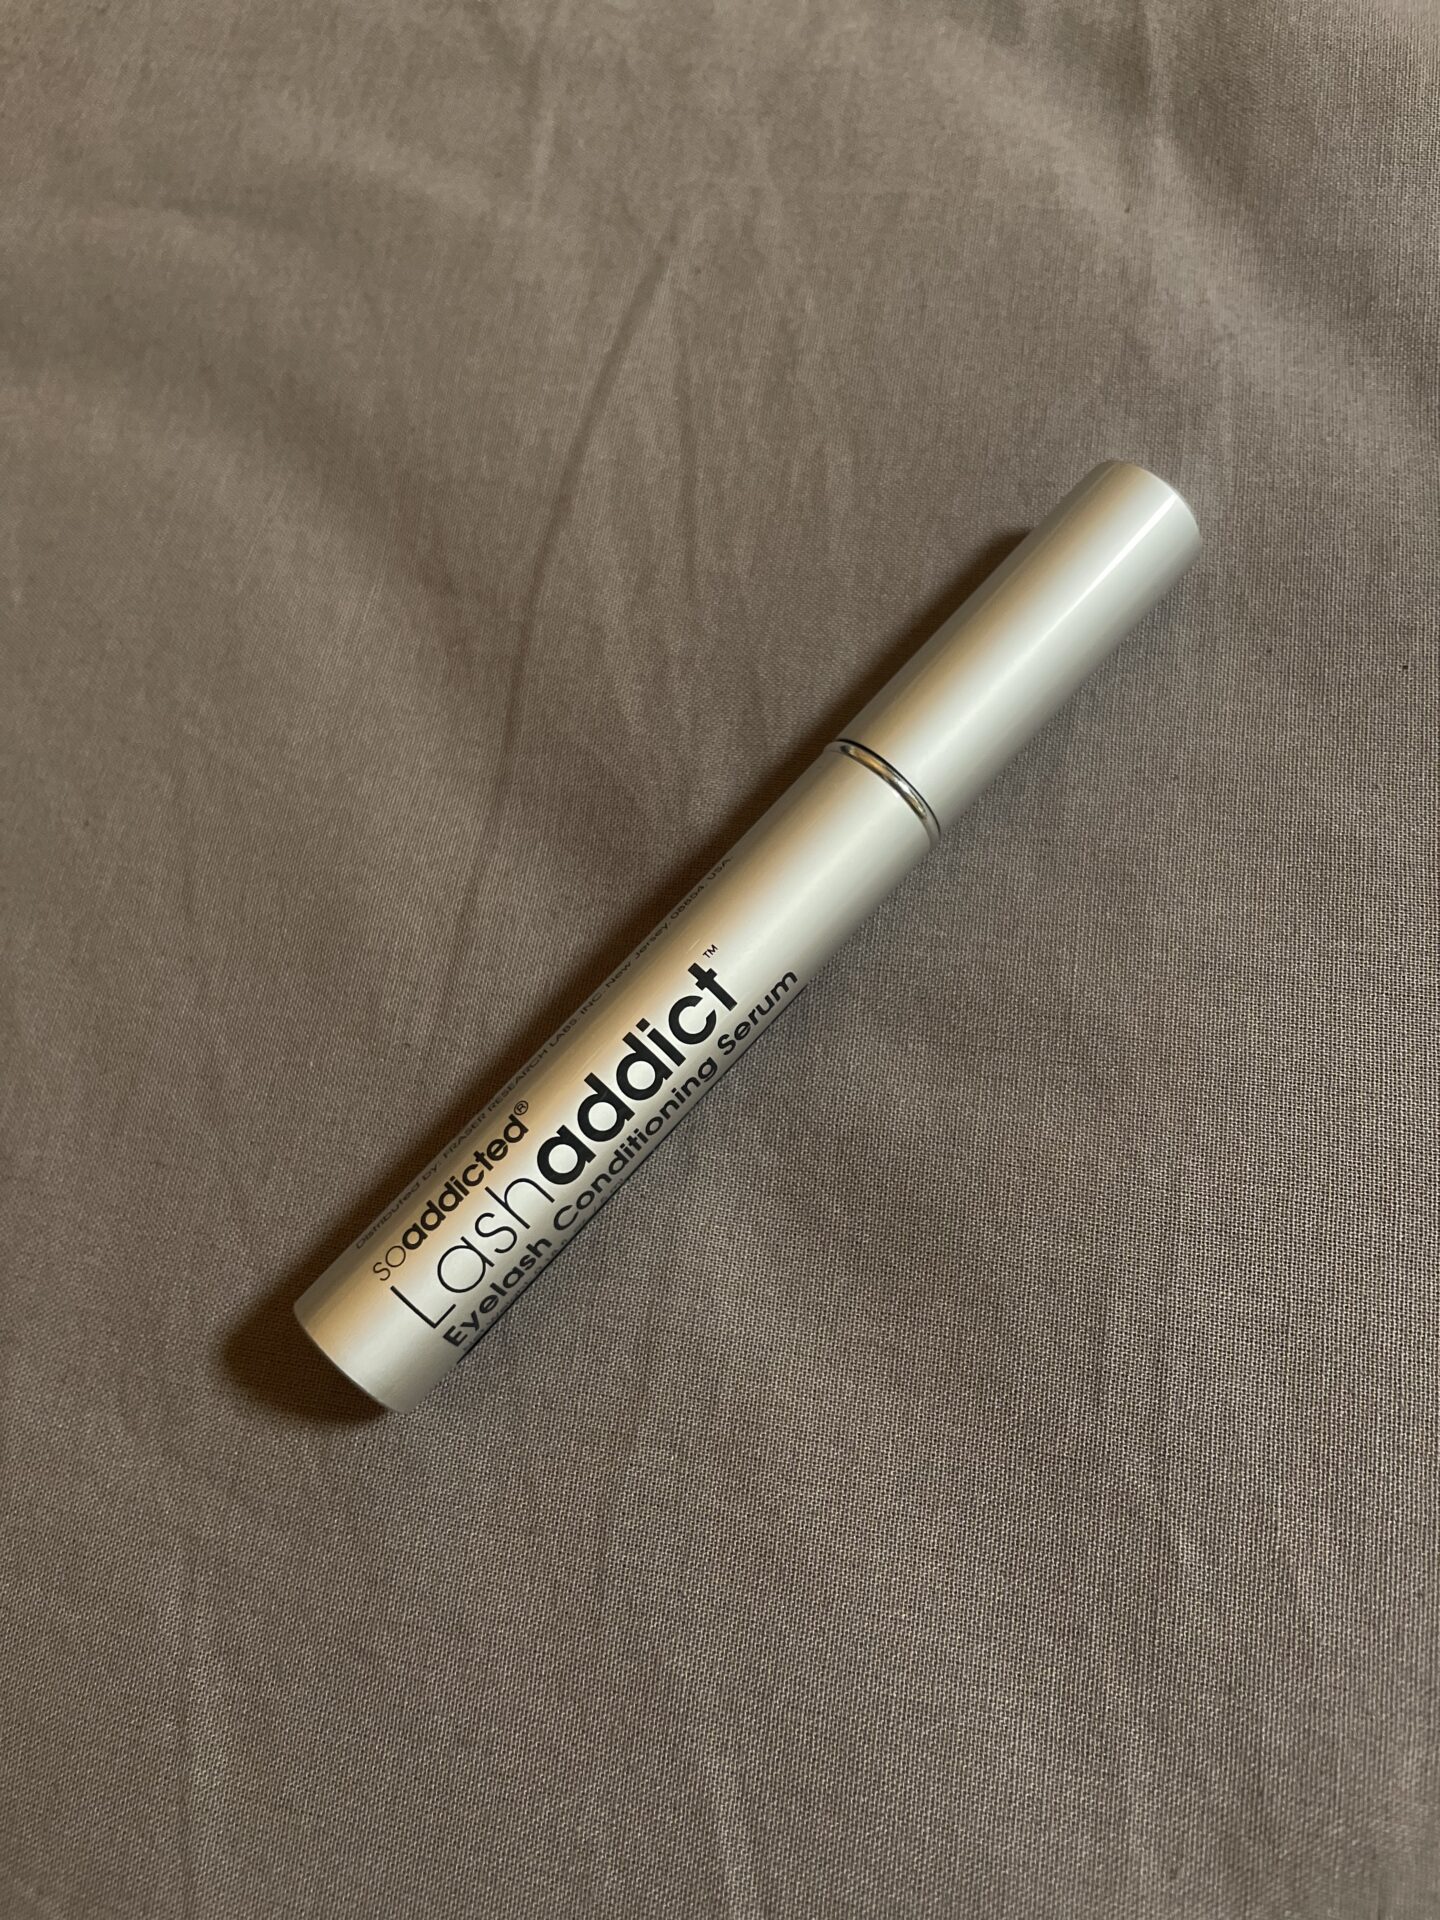 Distributed by: FRASER RESEARCH LABS INC. New Jersey, 08854, USA
soaddicted®
Lashaddict™
Eyelash Conditioning Serum